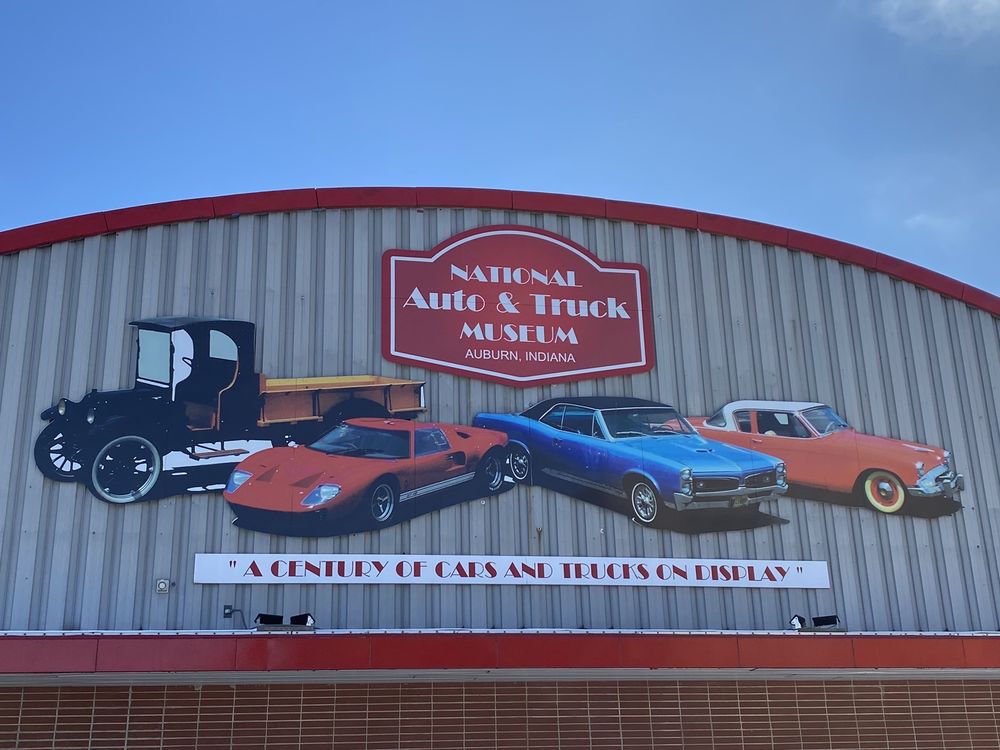 NATIONAL
Auto & Truck
MUSEUM
AUBURN, INDIANA
" A CENTURY OF CARS AND TRUCKS ON DISPLAY "